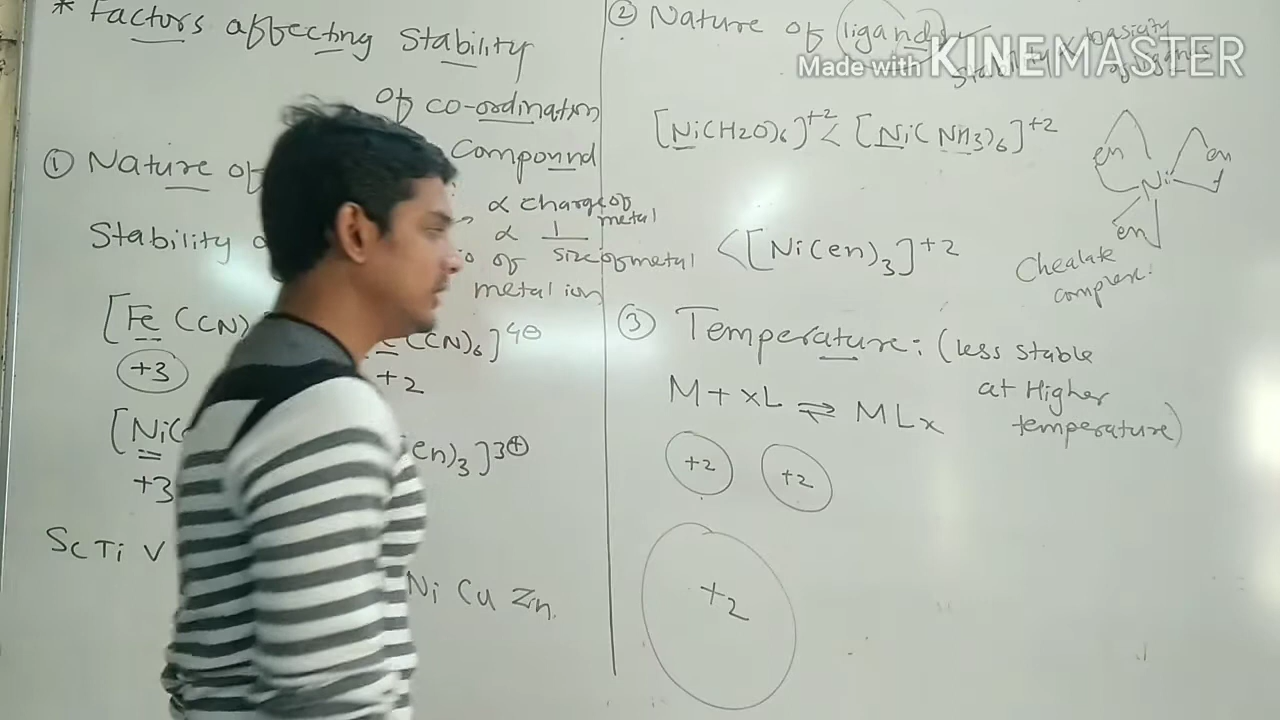 * Factors affecting Stability
of co-ordination
Compound
① Nature of
Stability
∝ charge of
metal
∝ 1/size of metal
of
metal ion
[Fe (CN)
(CN)6]4⊖
+3
+2
[Ni(
en)3]3⊕
+3
Sc Ti V
Ni Cu Zn
② Nature of ligand
Made with KINEMASTER
[Ni(H2O)6]+2 < [Ni(NH3)6]+2
<[Ni(en)3]+2
en
en
Ni
en
Chealate
complex:
③ Temperature: (less stable
at Higher
temperature)
M + xL ⇌ MLx
+2
+2
+2